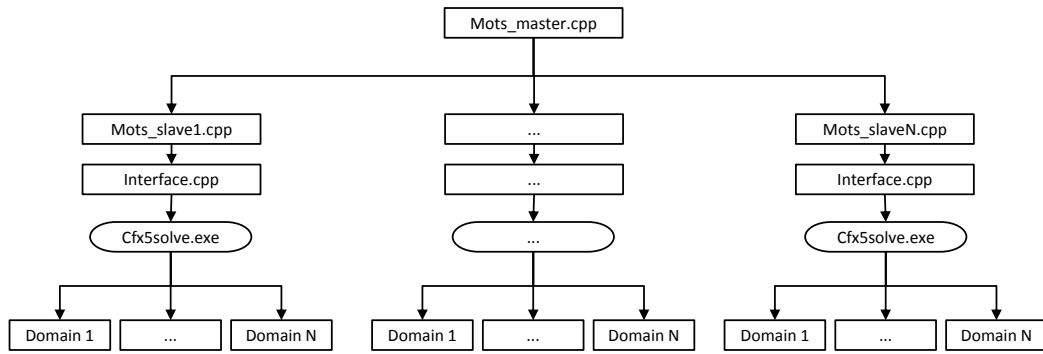 Mots_master.cpp
Mots_slave1.cpp ... Mots_slaveN.cpp
Interface.cpp ... Interface.cpp
Cfx5solve.exe ... Cfx5solve.exe
Domain 1 ... Domain N Domain 1 ... Domain N Domain 1 ... Domain N